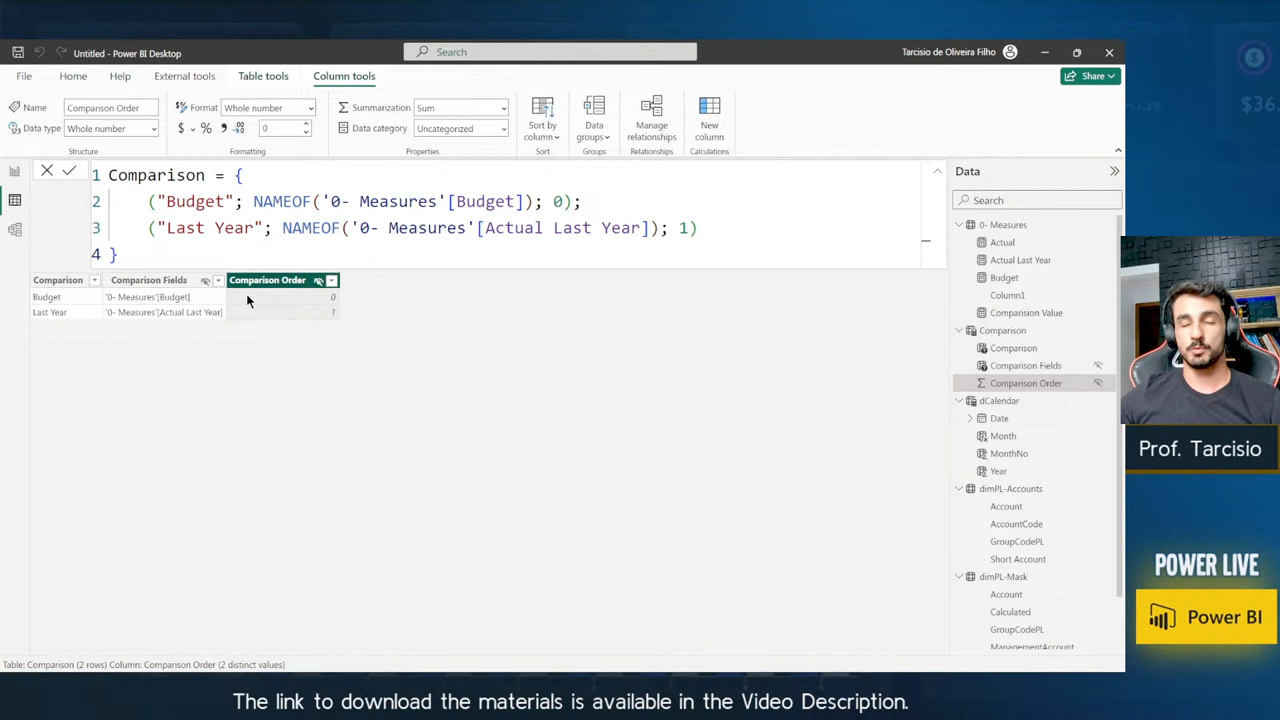 Untitled - Power BI Desktop
Search
Tarcisio de Oliveira Filho
File
Home
Help
External tools
Table tools
Column tools
Share
Name
Comparison Order
Format
Whole number
Summarization
Sum
Data type
Whole number
$
%
0
Data category
Uncategorized
Sort by column
Data groups
Manage relationships
New column
Structure
Formatting
Properties
Sort
Groups
Relationships
Calculations
1 Comparison = {
2 ("Budget"; NAMEOF('0- Measures'[Budget]); 0);
3 ("Last Year"; NAMEOF('0- Measures'[Actual Last Year]); 1)
4 }
Comparison
Comparison Fields
Comparison Order
Budget
'0- Measures'[Budget]
0
Last Year
'0- Measures'[Actual Last Year]
1
Data
Search
0- Measures
Actual
Actual Last Year
Budget
Column1
Comparision Value
Comparison
Comparison
Comparison Fields
Comparison Order
dCalendar
Date
Month
MonthNo
Year
dimPL-Accounts
Account
AccountCode
GroupCodePL
Short Account
dimPL-Mask
Account
Calculated
GroupCodePL
ManagementAccount
Table: Comparison (2 rows) Column: Comparison Order (2 distinct values)
$
Prof. Tarcisio
POWER LIVE
Power BI
The link to download the materials is available in the Video Description.